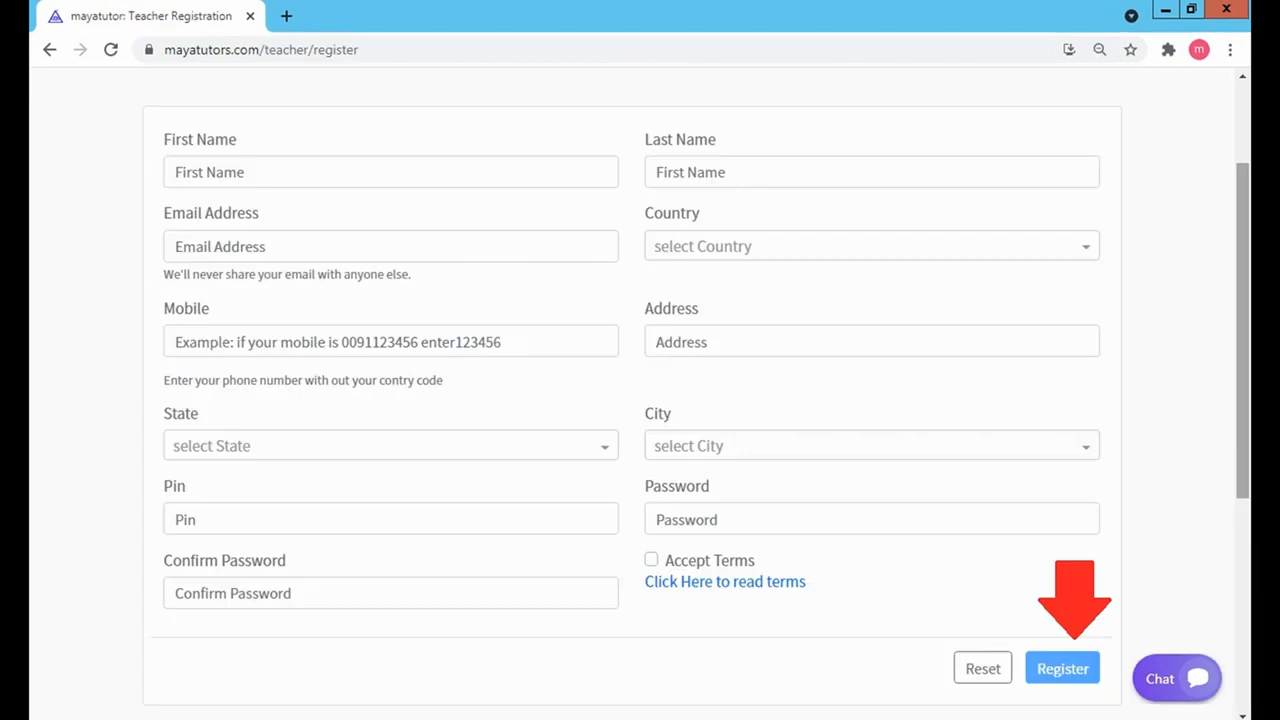 mayatutor: Teacher Registration
mayatutors.com/teacher/register
m
First Name
Last Name
First Name
First Name
Email Address
Country
Email Address
select Country
We'll never share your email with anyone else.
Mobile
Address
Example: if your mobile is 0091123456 enter123456
Address
Enter your phone number with out your contry code
State
City
select State
select City
Pin
Password
Pin
Password
Confirm Password
Accept Terms
Click Here to read terms
Confirm Password
Reset
Register
Chat